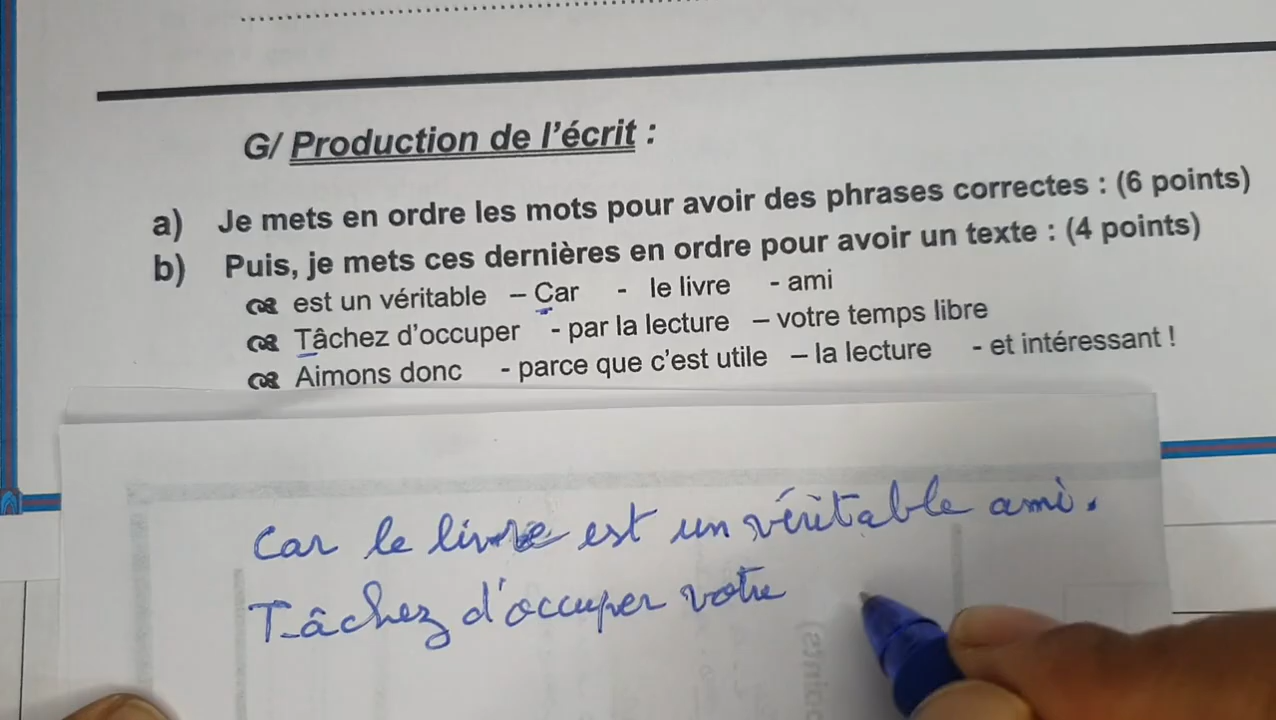 G/ Production de l'écrit :
a) Je mets en ordre les mots pour avoir des phrases correctes : (6 points)
b) Puis, je mets ces dernières en ordre pour avoir un texte : (4 points)
est un véritable – Car - le livre - ami
Tâchez d'occuper - par la lecture – votre temps libre
Aimons donc - parce que c'est utile – la lecture - et intéressant !
Car le livre est un véritable ami.
Tâchez d'occuper votre